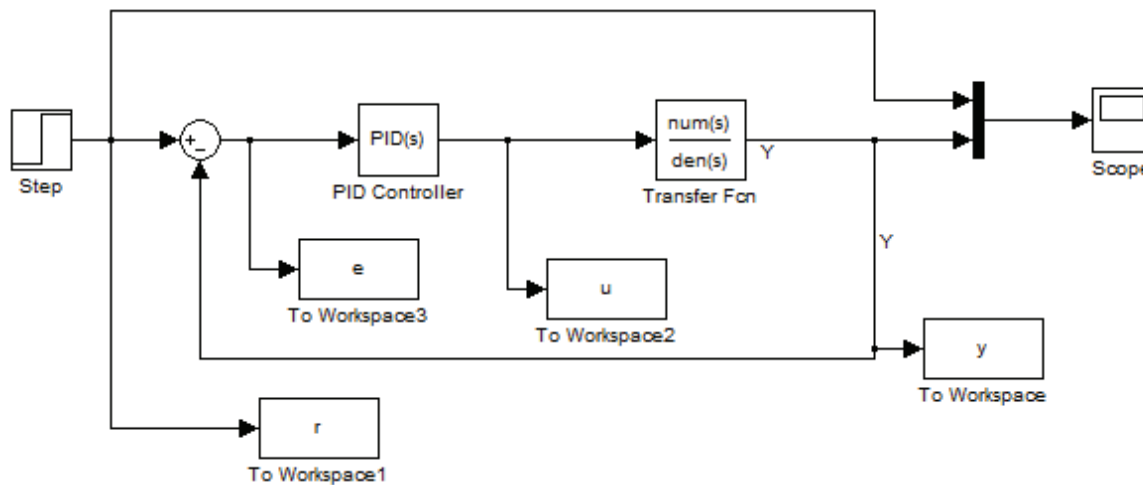 Step
+
−
PID(s)
PID Controller
num(s)
den(s)
Transfer Fcn
Y
Scope
Y
e
To Workspace3
u
To Workspace2
y
To Workspace
r
To Workspace1